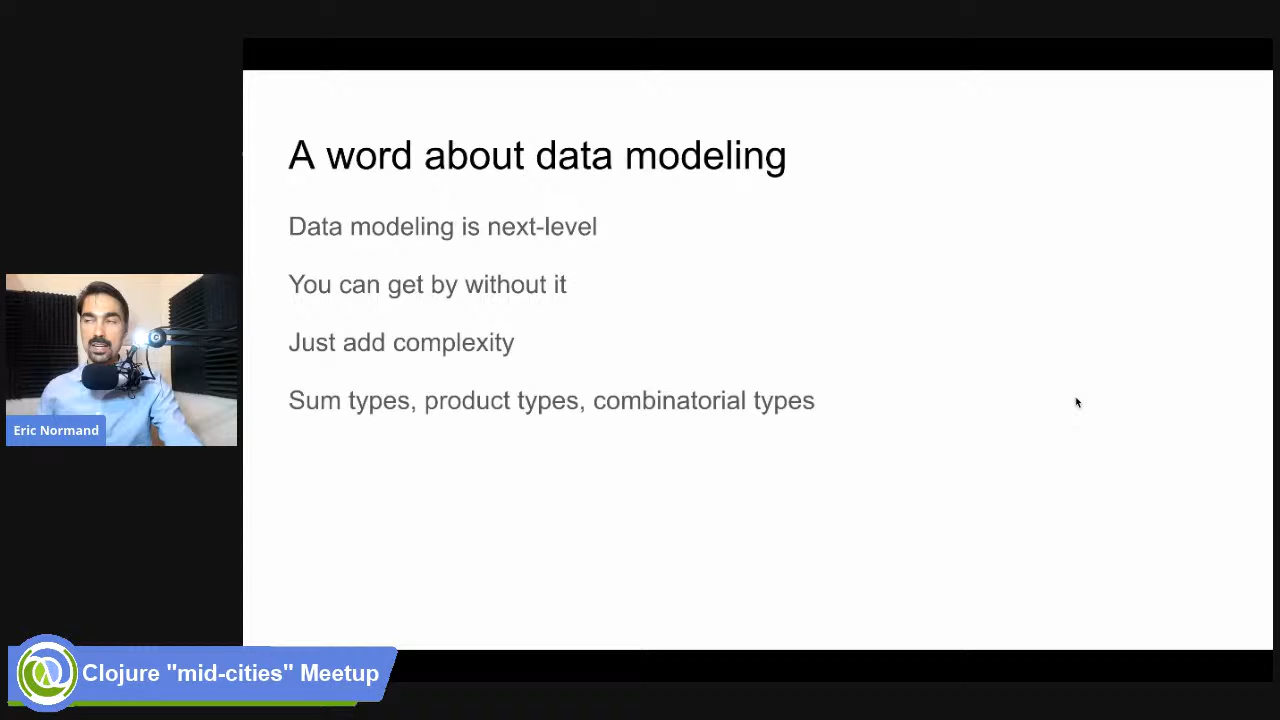 A word about data modeling
Data modeling is next-level
You can get by without it
Just add complexity
Sum types, product types, combinatorial types
Eric Normand
Clojure "mid-cities" Meetup